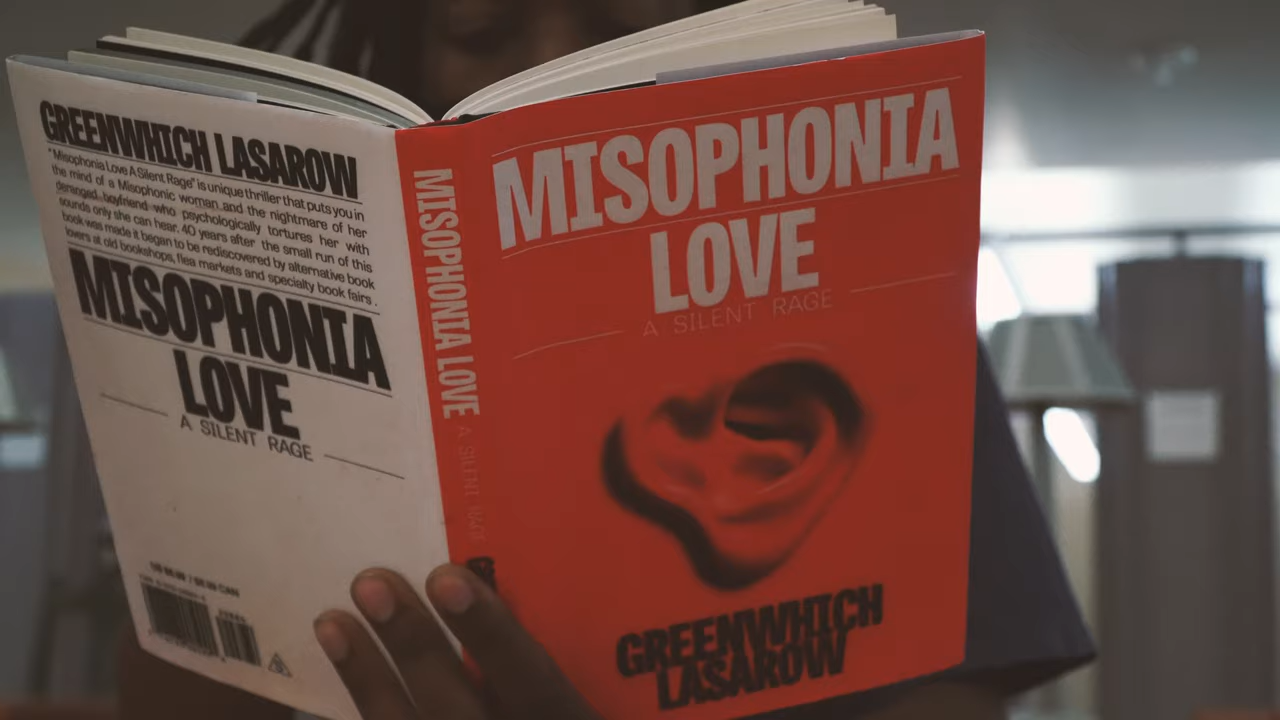 GREENWHICH LASAROW
"Misophonia Love A Silent Rage" is unique thriller that puts you in
the mind of a Misophonic woman and the nightmare of her
deranged boyfriend who psychologically tortures her with
sounds only she can hear. 40 years after the small run of this
book was made it began to be rediscovered by alternative book
lovers at old bookshops, flea markets and specialty book fairs.
MISOPHONIA
LOVE
A SILENT RAGE
MISOPHONIA LOVE A SILENT RAGE
MISOPHONIA
LOVE
A SILENT RAGE
GREENWHICH
LASAROW